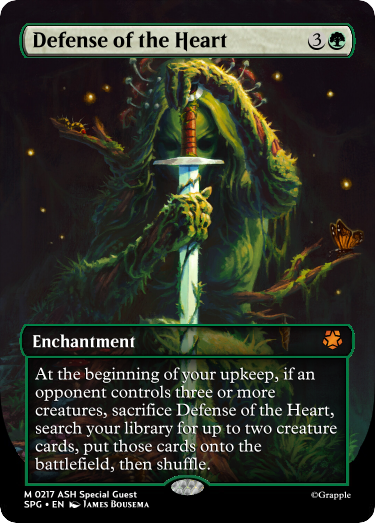 Defense of the Heart 3
Enchantment
At the beginning of your upkeep, if an
opponent controls three or more
creatures, sacrifice Defense of the Heart,
search your library for up to two creature
cards, put those cards onto the
battlefield, then shuffle.
M 0217 ASH Special Guest
SPG • EN James Bousema
©Grapple